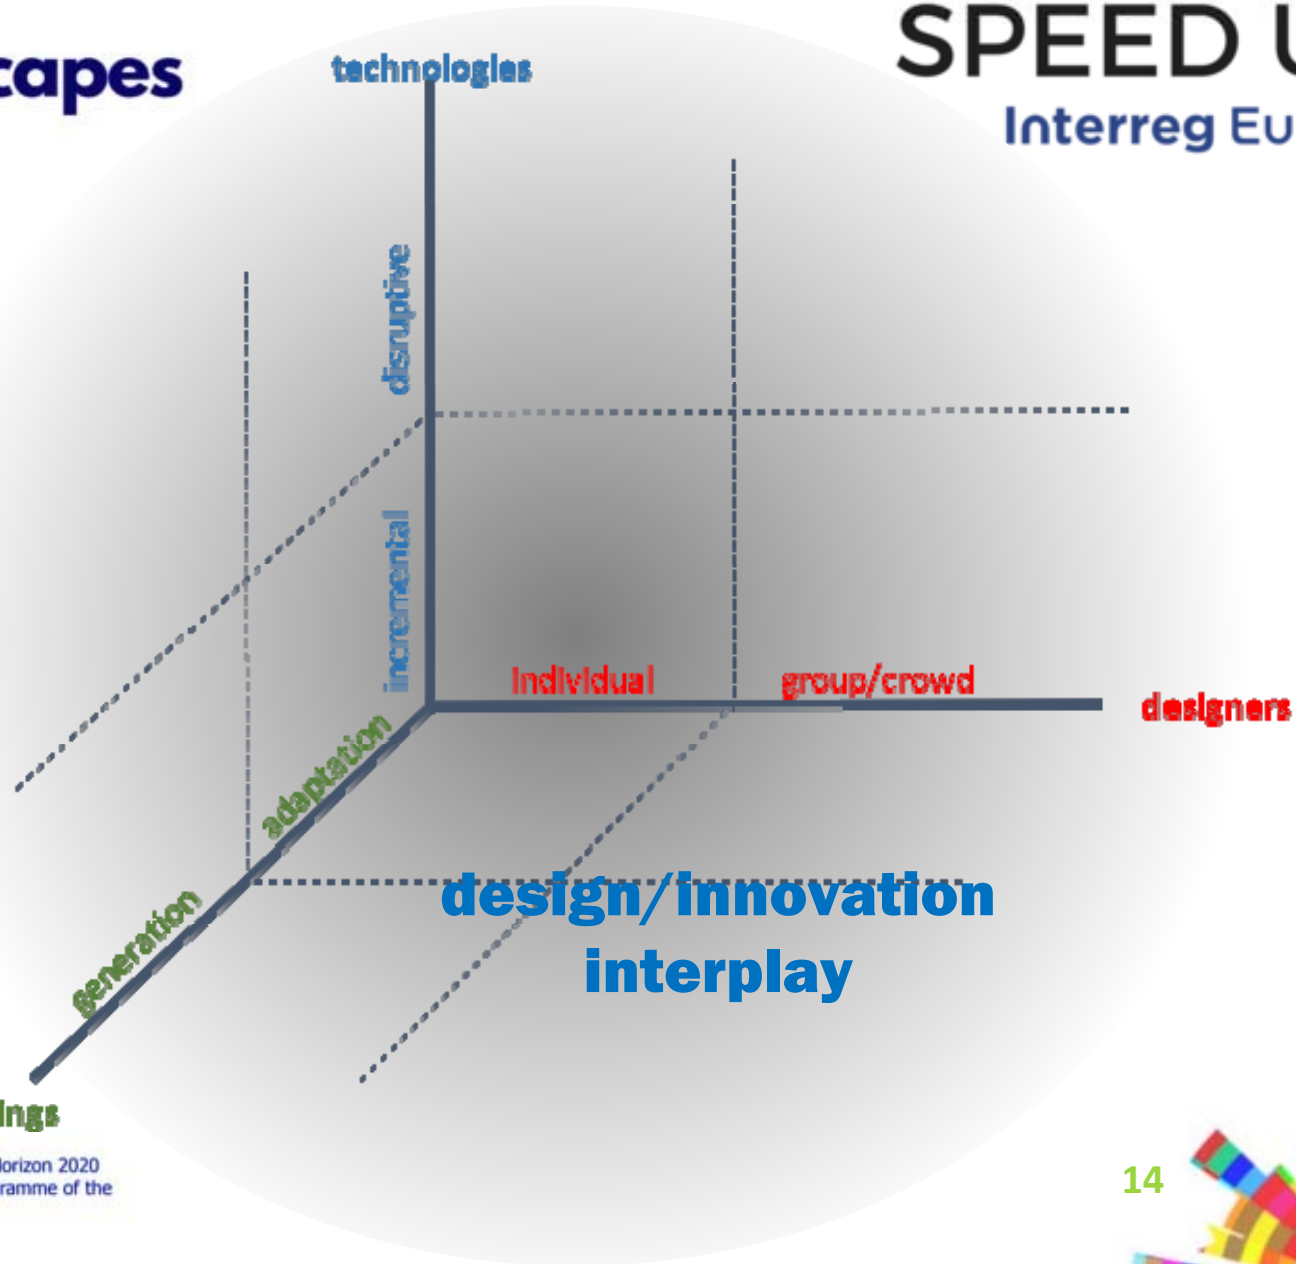 capes
SPEED U
Interreg Eu
technologies
disruptive
incremental
individual
group/crowd
designers
adaptation
generation
design/innovation
interplay
ings
orizon 2020
ramme of the
14